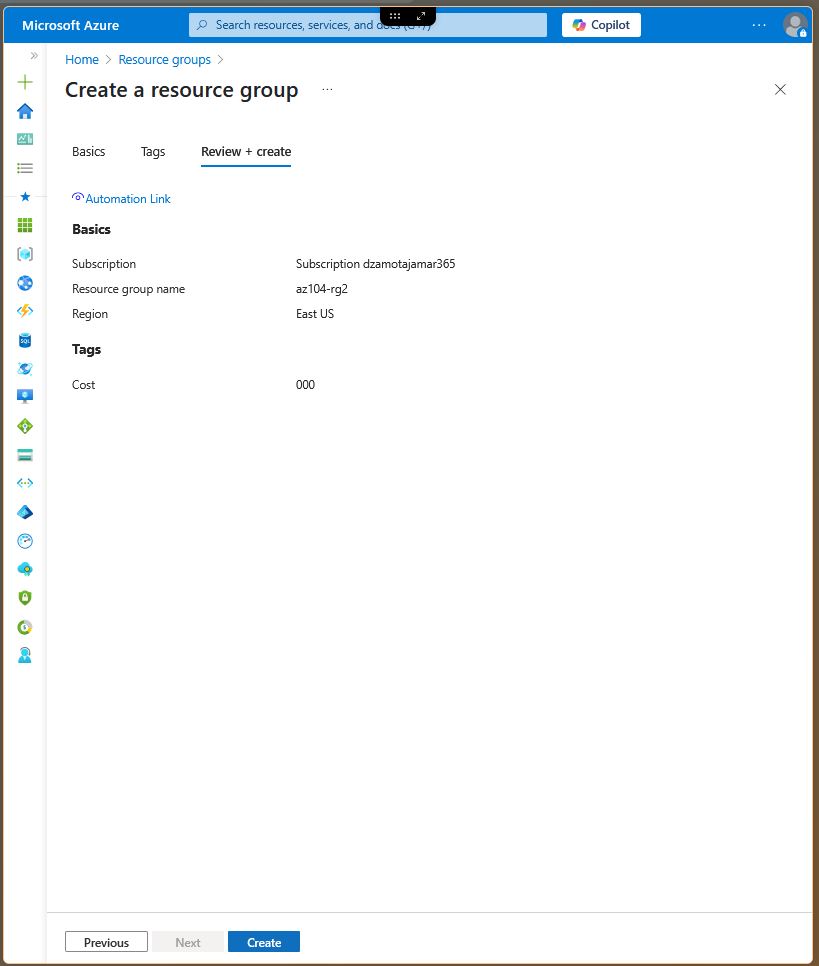 Microsoft Azure
Search resources, services, and docs (G+/)
Copilot
Home > Resource groups >
Create a resource group ...
Basics Tags Review + create
Automation Link
Basics
Subscription Subscription dzamotajamar365
Resource group name az104-rg2
Region East US
Tags
Cost 000
Previous Next Create